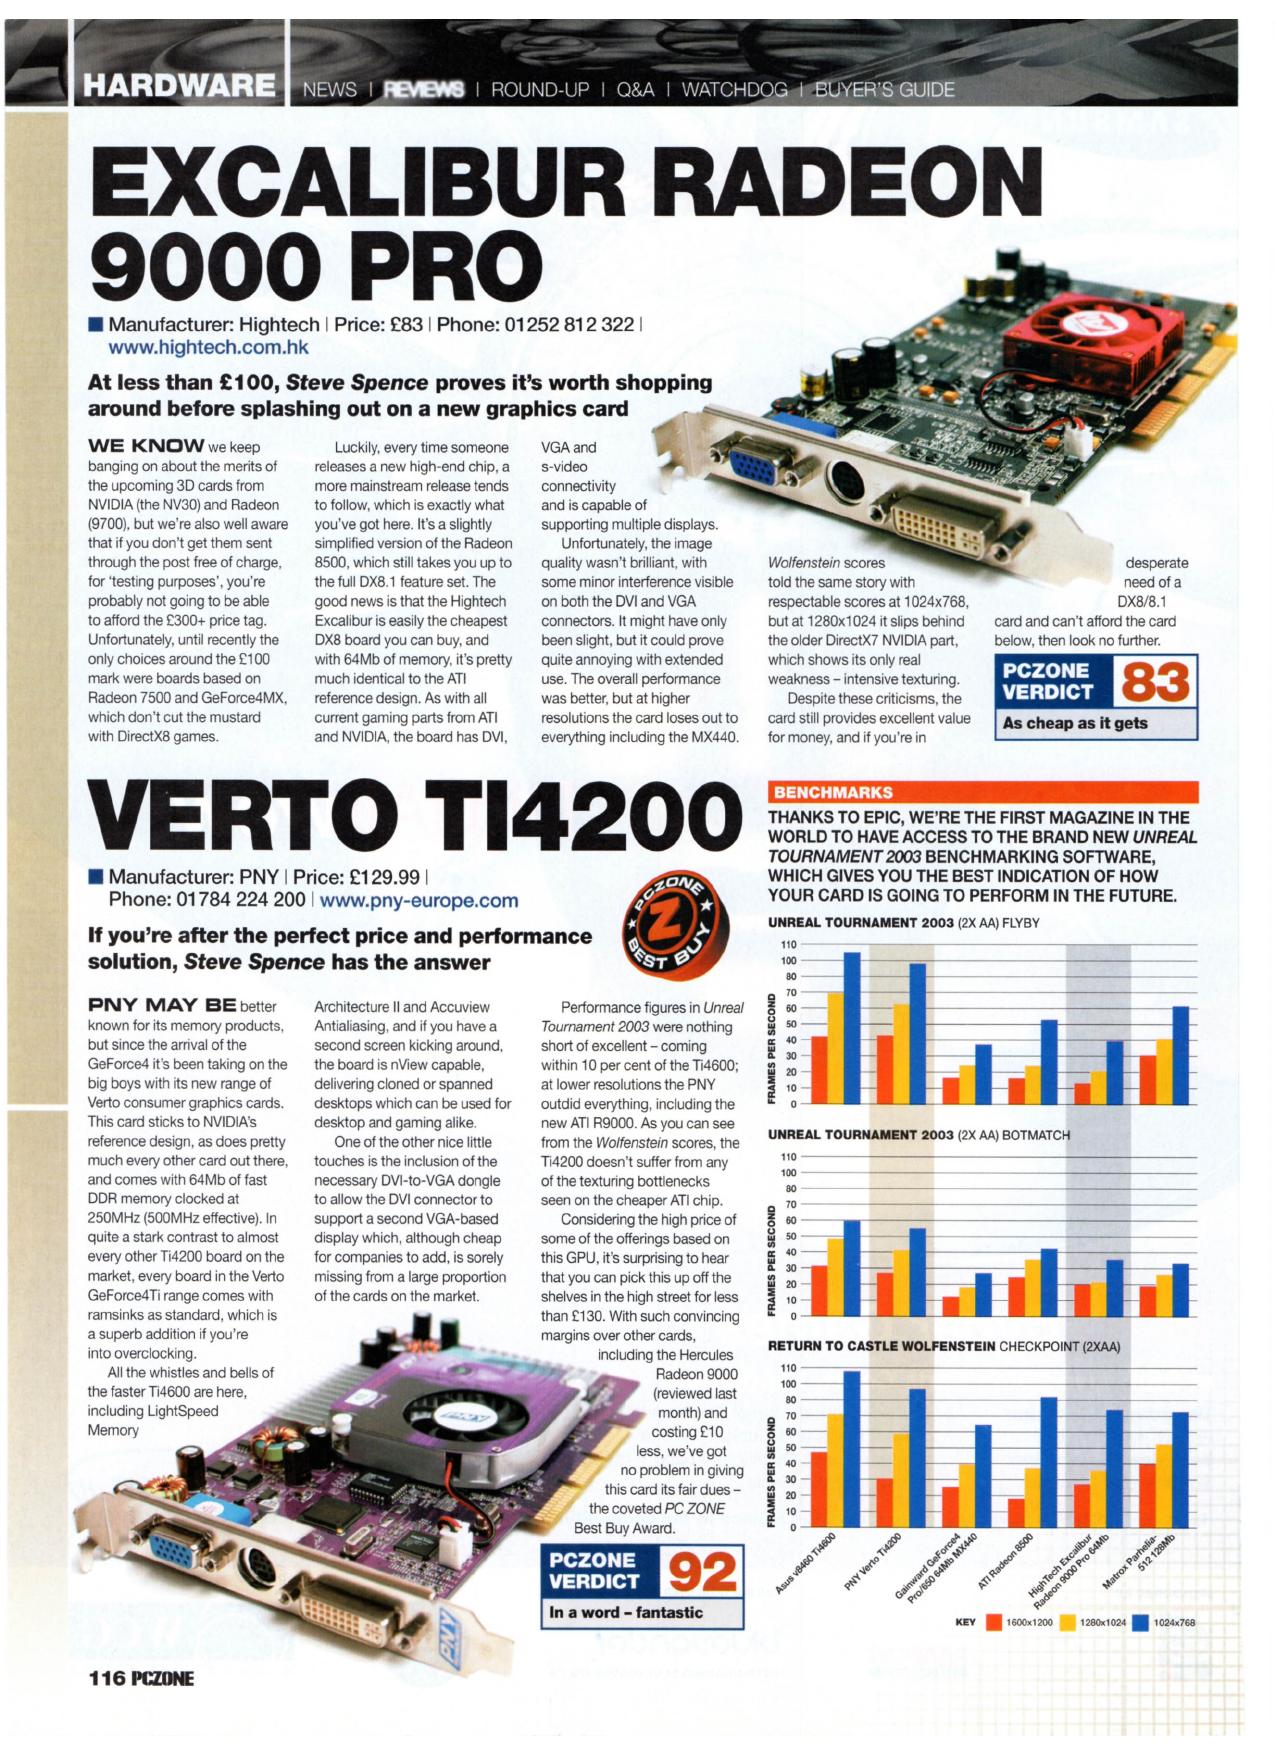 HARDWARE
NEWS | REVIEWS | ROUND-UP | Q&A | WATCHDOG | BUYER'S GUIDE
EXCALIBUR RADEON
9000 PRO
Manufacturer: Hightech | Price: £83 | Phone: 01252 812 322 |
www.hightech.com.hk
At less than £100, Steve Spence proves it's worth shopping
around before splashing out on a new graphics card
WE KNOW we keep
banging on about the merits of
the upcoming 3D cards from
NVIDIA (the NV30) and Radeon
(9700), but we're also well aware
that if you don't get them sent
through the post free of charge,
for 'testing purposes', you're
probably not going to be able
to afford the £300+ price tag.
Unfortunately, until recently the
only choices around the £100
mark were boards based on
Radeon 7500 and GeForce4MX,
which don't cut the mustard
with DirectX8 games.
Luckily, every time someone
releases a new high-end chip, a
more mainstream release tends
to follow, which is exactly what
you've got here. It's a slightly
simplified version of the Radeon
8500, which still takes you up to
the full DX8.1 feature set. The
good news is that the Hightech
Excalibur is easily the cheapest
DX8 board you can buy, and
with 64Mb of memory, it's pretty
much identical to the ATI
reference design. As with all
current gaming parts from ATI
and NVIDIA, the board has DVI,
VGA and
s-video
connectivity
and is capable of
supporting multiple displays.
Unfortunately, the image
quality wasn't brilliant, with
some minor interference visible
on both the DVI and VGA
connectors. It might have only
been slight, but it could prove
quite annoying with extended
use. The overall performance
was better, but at higher
resolutions the card loses out to
everything including the MX440.
Wolfenstein scores
told the same story with
respectable scores at 1024x768,
but at 1280x1024 it slips behind
the older DirectX7 NVIDIA part,
which shows its only real
weakness – intensive texturing.
Despite these criticisms, the
card still provides excellent value
for money, and if you're in
desperate
need of a
DX8/8.1
card and can't afford the card
below, then look no further.
PCZONE
VERDICT
83
As cheap as it gets
VERTO TI4200
Manufacturer: PNY | Price: £129.99 |
Phone: 01784 224 200 | www.pny-europe.com
PCZONE
Z
BEST BUY
If you're after the perfect price and performance
solution, Steve Spence has the answer
PNY MAY BE better
known for its memory products,
but since the arrival of the
GeForce4 it's been taking on the
big boys with its new range of
Verto consumer graphics cards.
This card sticks to NVIDIA's
reference design, as does pretty
much every other card out there,
and comes with 64Mb of fast
DDR memory clocked at
250MHz (500MHz effective). In
quite a stark contrast to almost
every other Ti4200 board on the
market, every board in the Verto
GeForce4Ti range comes with
ramsinks as standard, which is
a superb addition if you're
into overclocking.
All the whistles and bells of
the faster Ti4600 are here,
including LightSpeed
Memory
Architecture II and Accuview
Antialiasing, and if you have a
second screen kicking around,
the board is nView capable,
delivering cloned or spanned
desktops which can be used for
desktop and gaming alike.
One of the other nice little
touches is the inclusion of the
necessary DVI-to-VGA dongle
to allow the DVI connector to
support a second VGA-based
display which, although cheap
for companies to add, is sorely
missing from a large proportion
of the cards on the market.
Performance figures in Unreal
Tournament 2003 were nothing
short of excellent – coming
within 10 per cent of the Ti4600;
at lower resolutions the PNY
outdid everything, including the
new ATI R9000. As you can see
from the Wolfenstein scores, the
Ti4200 doesn't suffer from any
of the texturing bottlenecks
seen on the cheaper ATI chip.
Considering the high price of
some of the offerings based on
this GPU, it's surprising to hear
that you can pick this up off the
shelves in the high street for less
than £130. With such convincing
margins over other cards,
including the Hercules
Radeon 9000
(reviewed last
month) and
costing £10
less, we've got
no problem in giving
this card its fair dues –
the coveted PC ZONE
Best Buy Award.
PNY
PNY
PCZONE
VERDICT
92
In a word – fantastic
BENCHMARKS
THANKS TO EPIC, WE'RE THE FIRST MAGAZINE IN THE
WORLD TO HAVE ACCESS TO THE BRAND NEW UNREAL
TOURNAMENT 2003 BENCHMARKING SOFTWARE,
WHICH GIVES YOU THE BEST INDICATION OF HOW
YOUR CARD IS GOING TO PERFORM IN THE FUTURE.
UNREAL TOURNAMENT 2003 (2X AA) FLYBY
FRAMES PER SECOND
110
100
80
70
60
50
40
30
20
10
0
UNREAL TOURNAMENT 2003 (2X AA) BOTMATCH
FRAMES PER SECOND
110
100
80
70
60
50
40
30
20
10
0
RETURN TO CASTLE WOLFENSTEIN CHECKPOINT (2XAA)
FRAMES PER SECOND
110
100
80
70
60
50
40
30
20
10
0
Asus v8460 Ti4600
PNY Verto Ti4200
Gainward GeForce4
Pro/650 64Mb MX440
ATI Radeon 8500
HighTech Excalibur
Radeon 9000 Pro 64Mb
Matrox Parhelia-
512 128Mb
KEY 1600x1200 1280x1024 1024x768
116 PCZONE